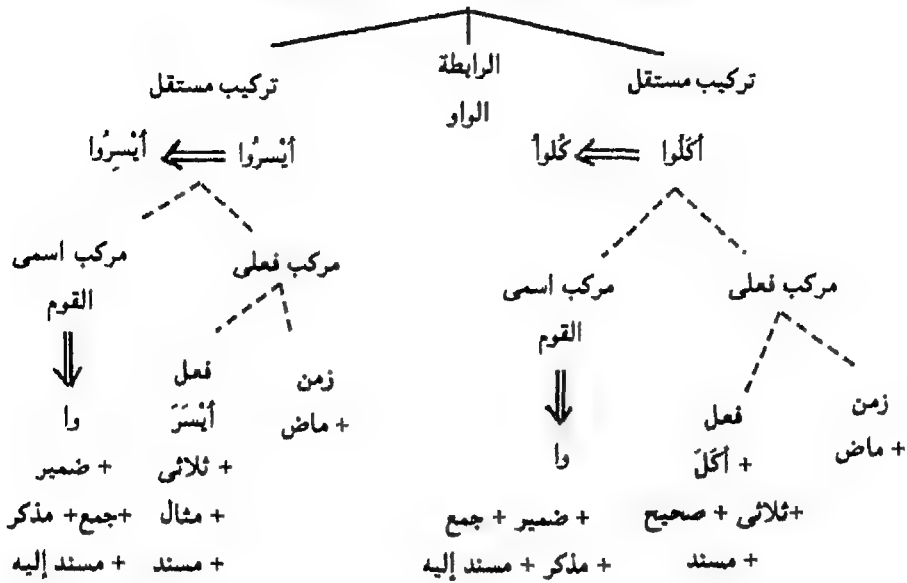 الرابطة
تركيب مستقل
تركيب مستقل
الواو
أَكَلُوا ⇐ كُلوا
أَيْسرُوا ⇐ أَيْسِرُوا
مركب فعلى
مركب اسمى
مركب فعلى
مركب اسمى
القوم
القوم
زمن
+ ماض
فعل
+ أَكَلَ
+ثلاثى + صحيح
+ مسند
وا
+ ضمير + جمع
+ مذكر + مسند إليه
زمن
+ ماض
فعل
أَيْسَرَ
+ ثلاثى
+ مثال
+ مسند
وا
+ ضمير
+جمع+ مذكر
+ مسند إليه